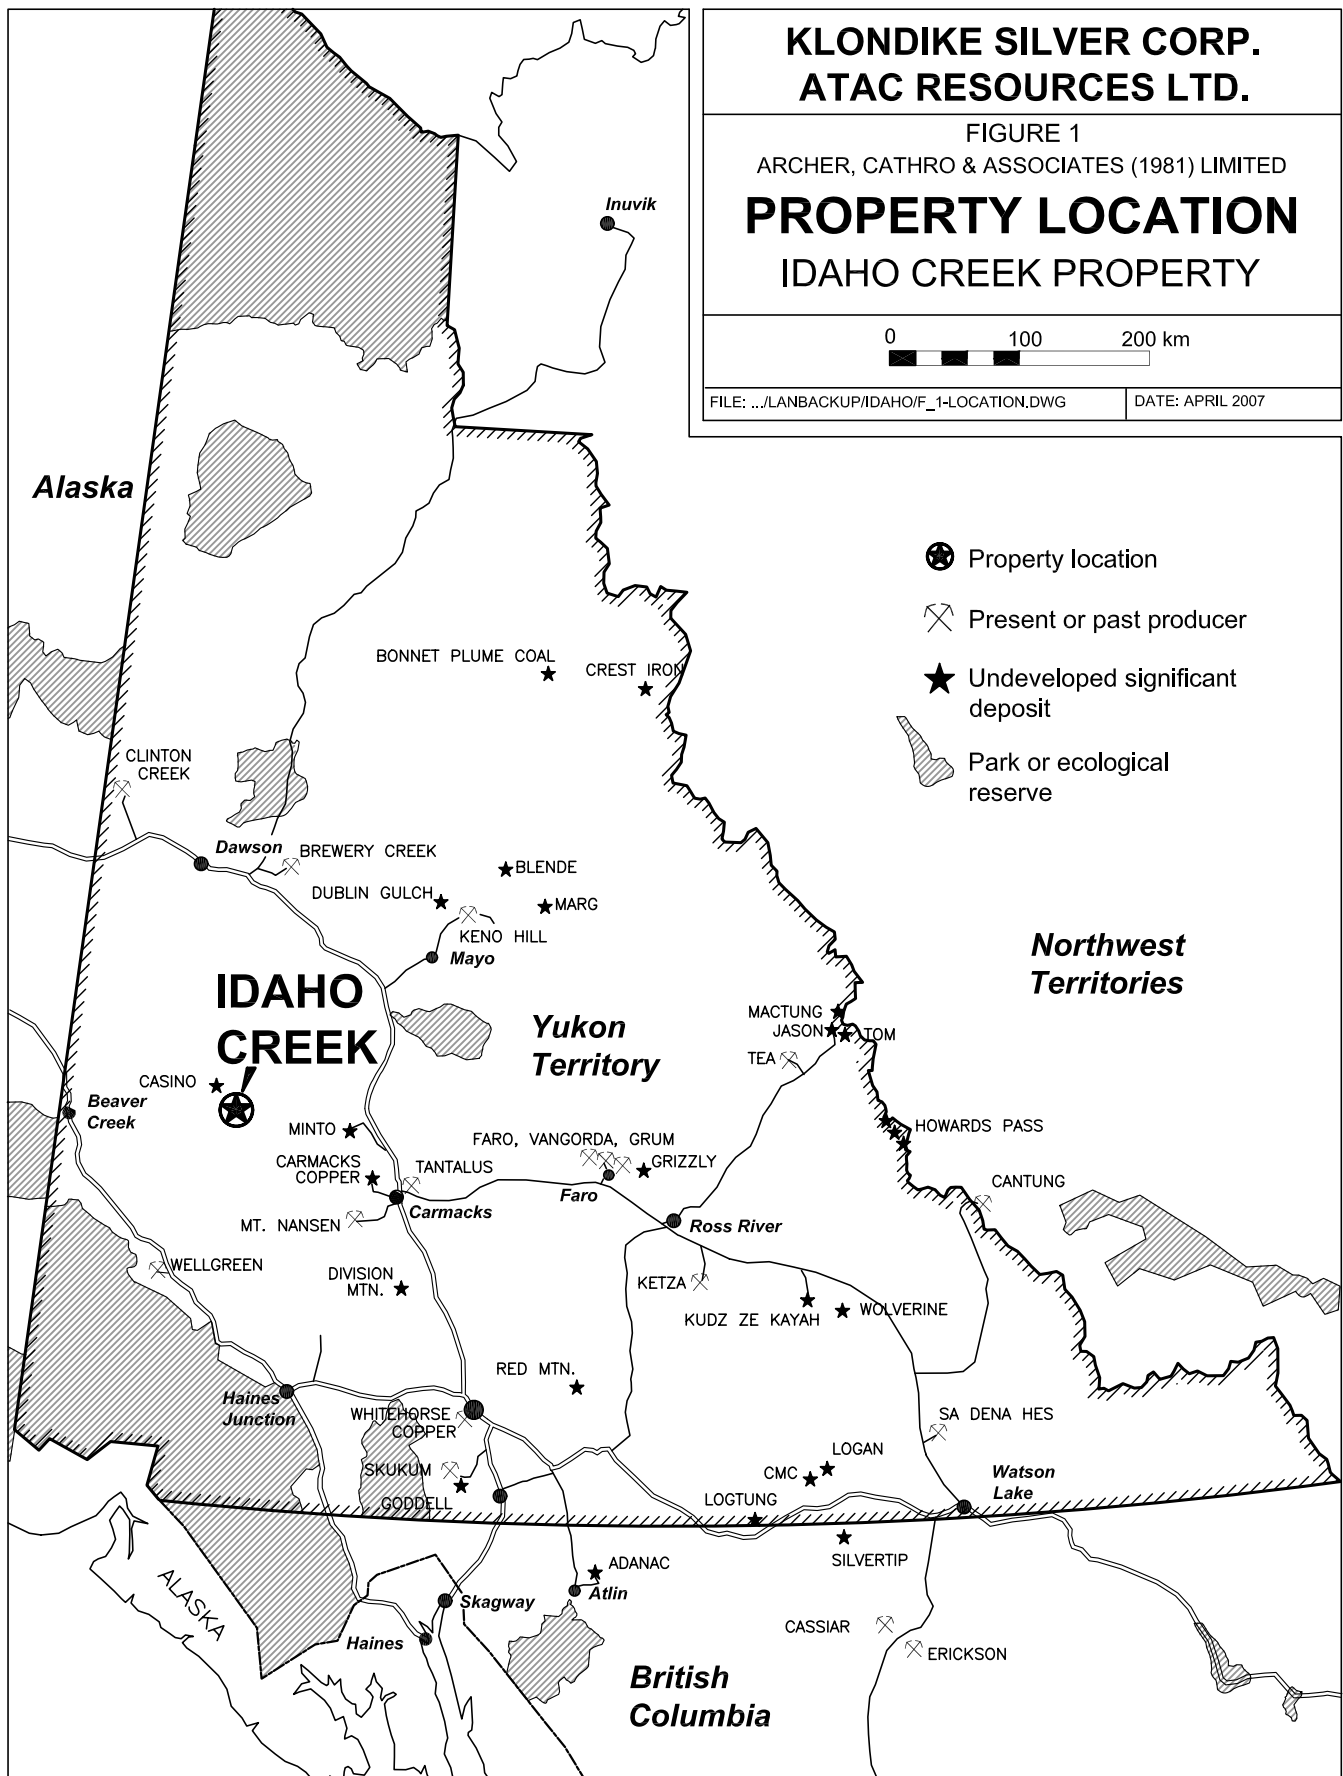 KLONDIKE SILVER CORP.
ATAC RESOURCES LTD.
FIGURE 1
ARCHER, CATHRO & ASSOCIATES (1981) LIMITED
PROPERTY LOCATION
IDAHO CREEK PROPERTY
0 100 200 km
FILE: .../LANBACKUP/IDAHO/F_1-LOCATION.DWG
DATE: APRIL 2007
Inuvik
Alaska
Property location
Present or past producer
Undeveloped significant
deposit
Park or ecological
reserve
BONNET PLUME COAL
CREST IRON
CLINTON
CREEK
Dawson
BREWERY CREEK
BLENDE
DUBLIN GULCH
MARG
KENO HILL
Mayo
Northwest
Territories
IDAHO
CREEK
Yukon
Territory
MACTUNG
JASON
TOM
TEA
CASINO
Beaver
Creek
MINTO
HOWARDS PASS
FARO, VANGORDA, GRUM
CARMACKS
COPPER
TANTALUS
GRIZZLY
Faro
CANTUNG
Carmacks
MT. NANSEN
Ross River
WELLGREEN
DIVISION
MTN.
KETZA
KUDZ ZE KAYAH
WOLVERINE
RED MTN.
Haines
Junction
WHITEHORSE
COPPER
SA DENA HES
SKUKUM
GODDELL
LOGAN
CMC
LOGTUNG
Watson
Lake
SILVERTIP
ADANAC
Atlin
ALASKA
Skagway
Haines
CASSIAR
ERICKSON
British
Columbia